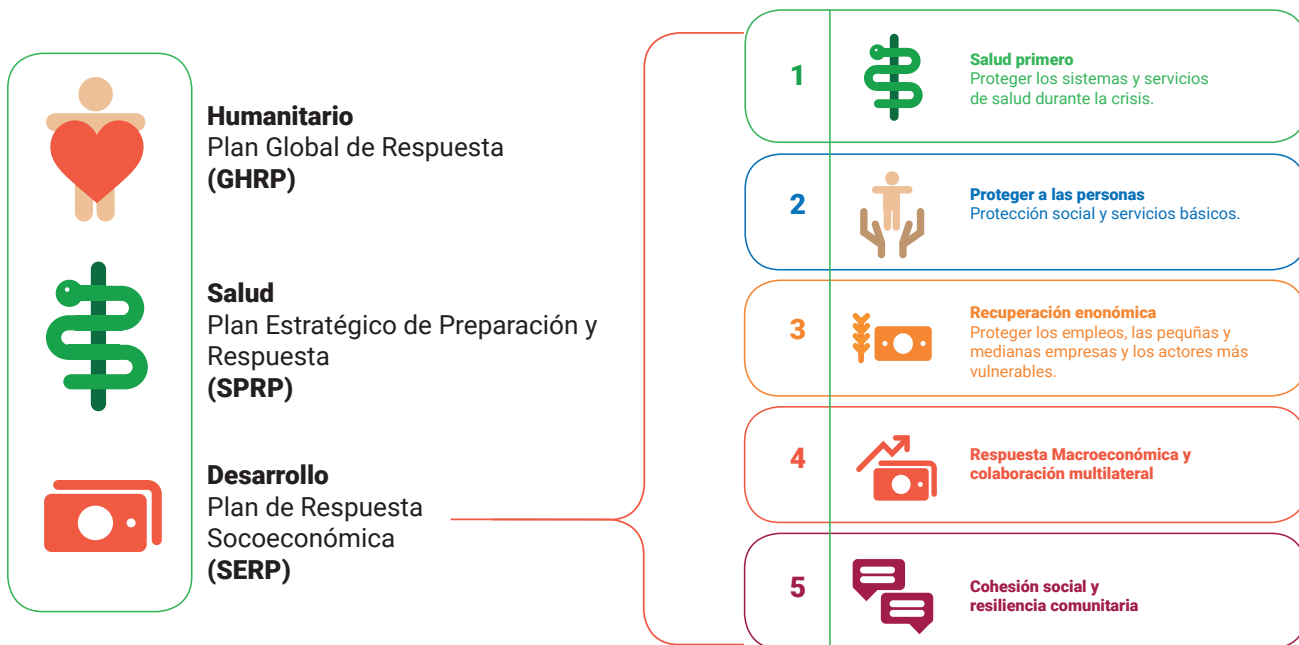 Humanitario
Plan Global de Respuesta
(GHRP)
Salud
Plan Estratégico de Preparación y
Respuesta
(SPRP)
Desarrollo
Plan de Respuesta
Socoeconómica
(SERP)
1
Salud primero
Proteger los sistemas y servicios
de salud durante la crisis.
2
Proteger a las personas
Protección social y servicios básicos.
3
Recuperación enonómica
Proteger los empleos, las pequñas y
medianas empresas y los actores más
vulnerables.
4
Respuesta Macroeconómica y
colaboración multilateral
5
Cohesión social y
resiliencia comunitaria